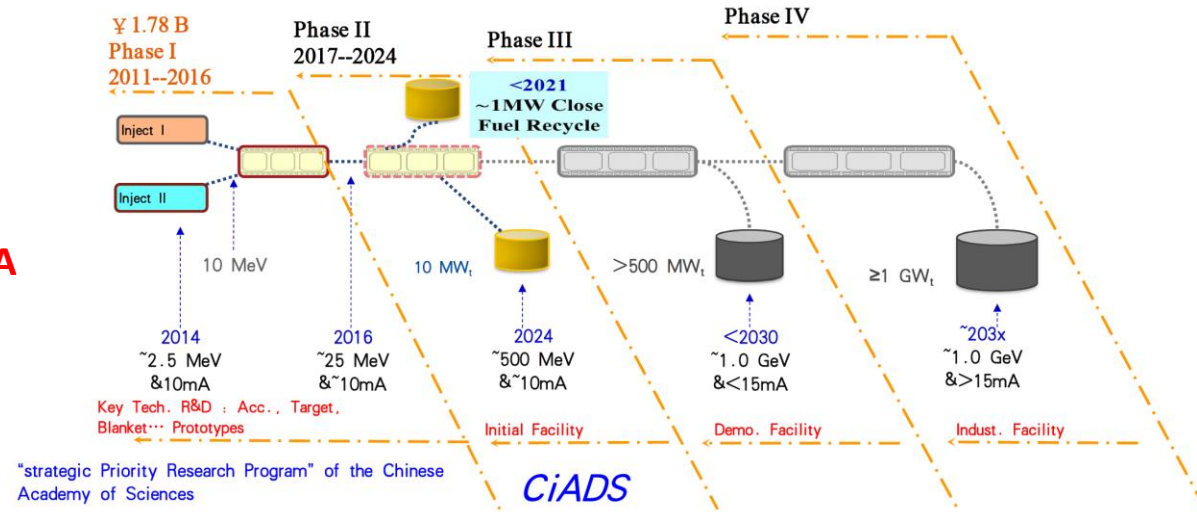 ¥ 1.78 B
Phase I
2011--2016
Phase II
2017--2024
Phase III
Phase IV
<2021
~1MW Close
Fuel Recycle
Inject I
Inject II
A
10 MeV
10 MWt
>500 MWt
≥1 GWt
2014
~2.5 MeV
&10mA
2016
~25 MeV
&~10mA
2024
~500 MeV
&~10mA
<2030
~1.0 GeV
&<15mA
~203x
~1.0 GeV
&>15mA
Key Tech. R&D : Acc., Target,
Blanket… Prototypes
Initial Facility
Demo. Facility
Indust. Facility
"strategic Priority Research Program" of the Chinese
Academy of Sciences
CiADS